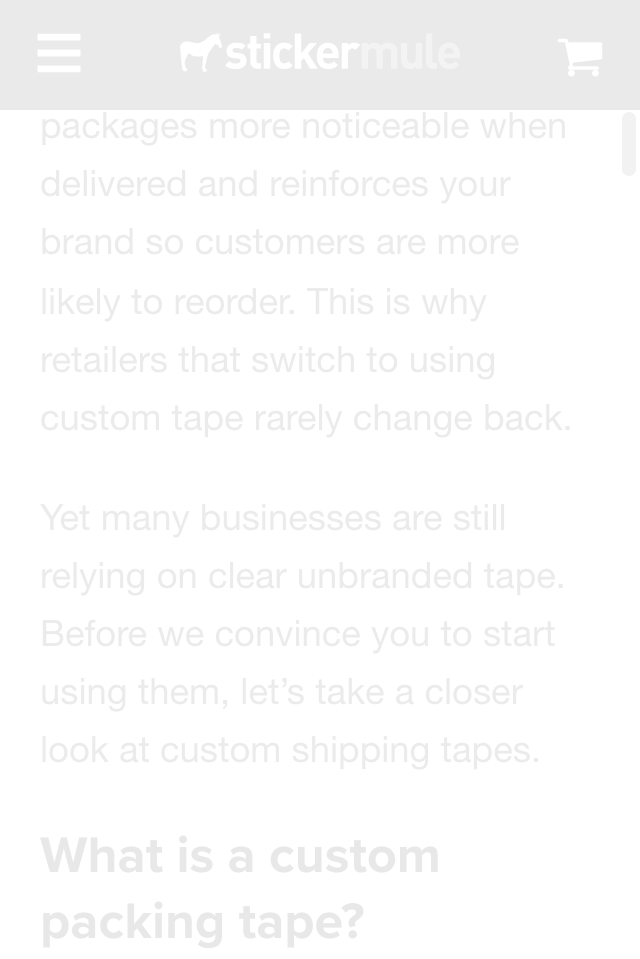 stickermule
packages more noticeable when
delivered and reinforces your
brand so customers are more
likely to reorder. This is why
retailers that switch to using
custom tape rarely change back.
Yet many businesses are still
relying on clear unbranded tape.
Before we convince you to start
using them, let’s take a closer
look at custom shipping tapes.
What is a custom
packing tape?